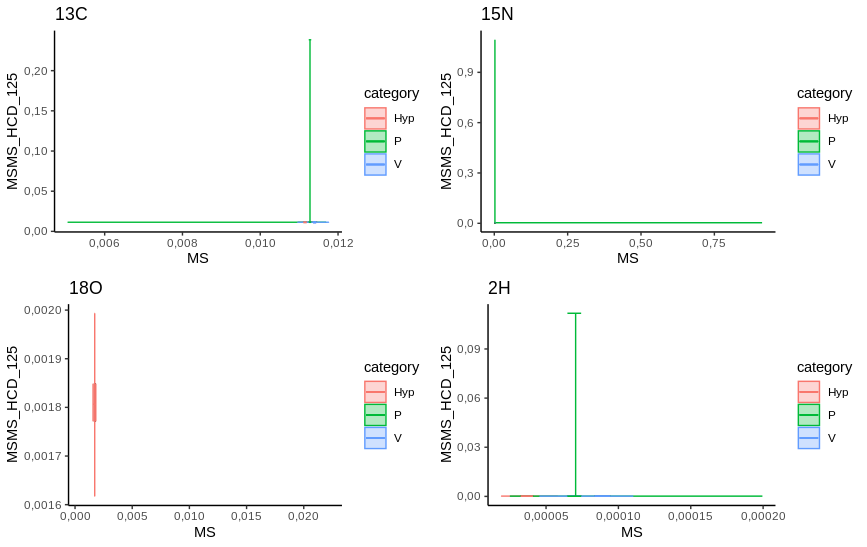 13C
MSMS_HCD_125
0,20
0,15
0,10
0,05
0,00
0,006 0,008 0,010 0,012
MS
category
Hyp
P
V
15N
MSMS_HCD_125
0,9
0,6
0,3
0,0
0,00 0,25 0,50 0,75
MS
category
Hyp
P
V
18O
MSMS_HCD_125
0,0020
0,0019
0,0018
0,0017
0,0016
0,000 0,005 0,010 0,015 0,020
MS
category
Hyp
P
V
2H
MSMS_HCD_125
0,09
0,06
0,03
0,00
0,00005 0,00010 0,00015 0,00020
MS
category
Hyp
P
V